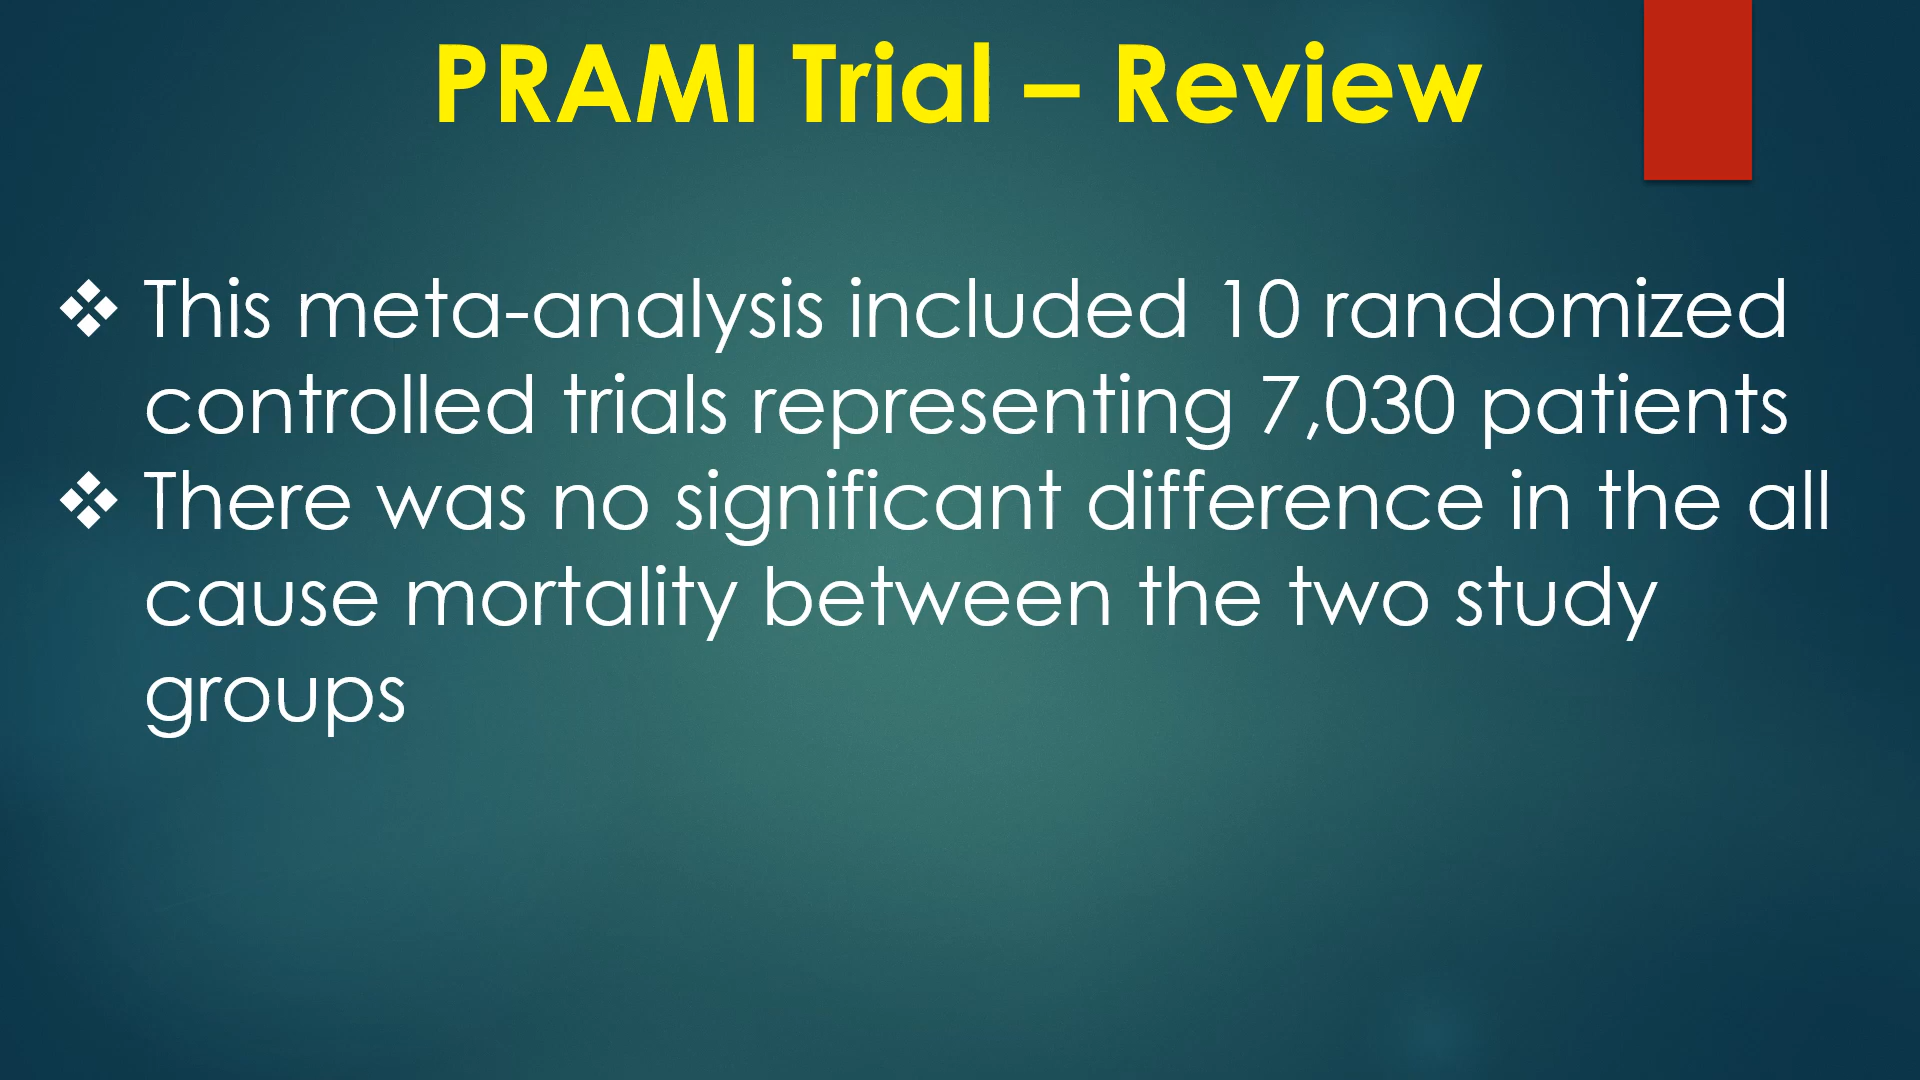 PRAMI Trial – Review
❖ This meta-analysis included 10 randomized
controlled trials representing 7,030 patients
❖ There was no significant difference in the all
cause mortality between the two study
groups